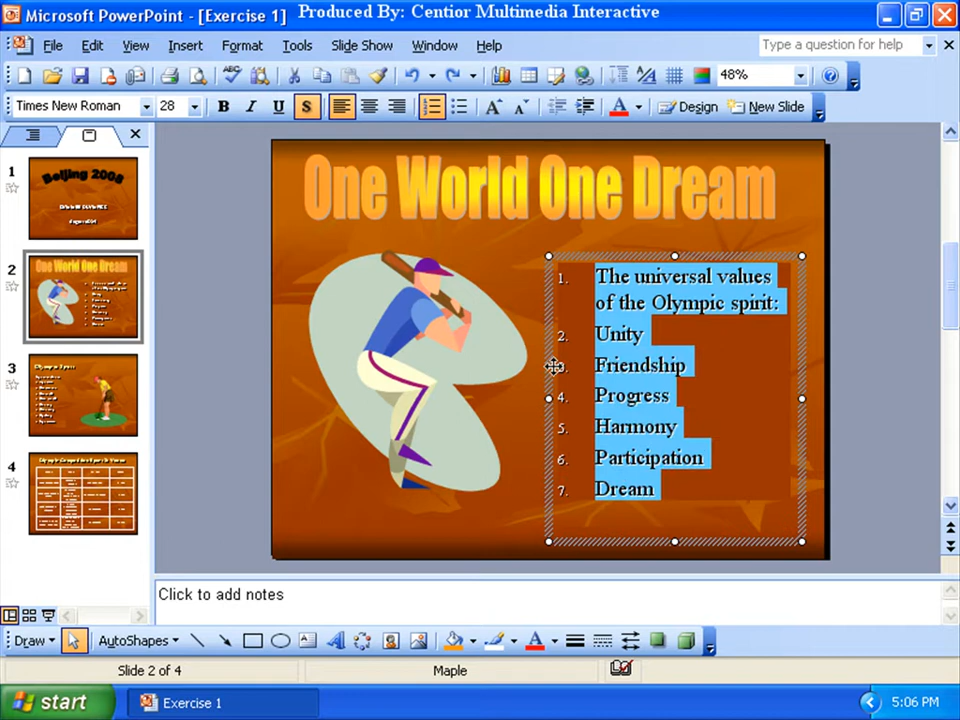 Microsoft PowerPoint - [Exercise 1]
Produced By: Centior Multimedia Interactive
File Edit View Insert Format Tools Slide Show Window Help
Type a question for help
48%
Times New Roman 28 B I U S A A A Design New Slide
1
Beijing 2008
2
One World One Dream
3
4
One World One Dream
1. The universal values
of the Olympic spirit:
2. Unity
Friendship
4. Progress
5. Harmony
6. Participation
7. Dream
Click to add notes
Draw AutoShapes
Slide 2 of 4
Maple
start
Exercise 1
5:06 PM